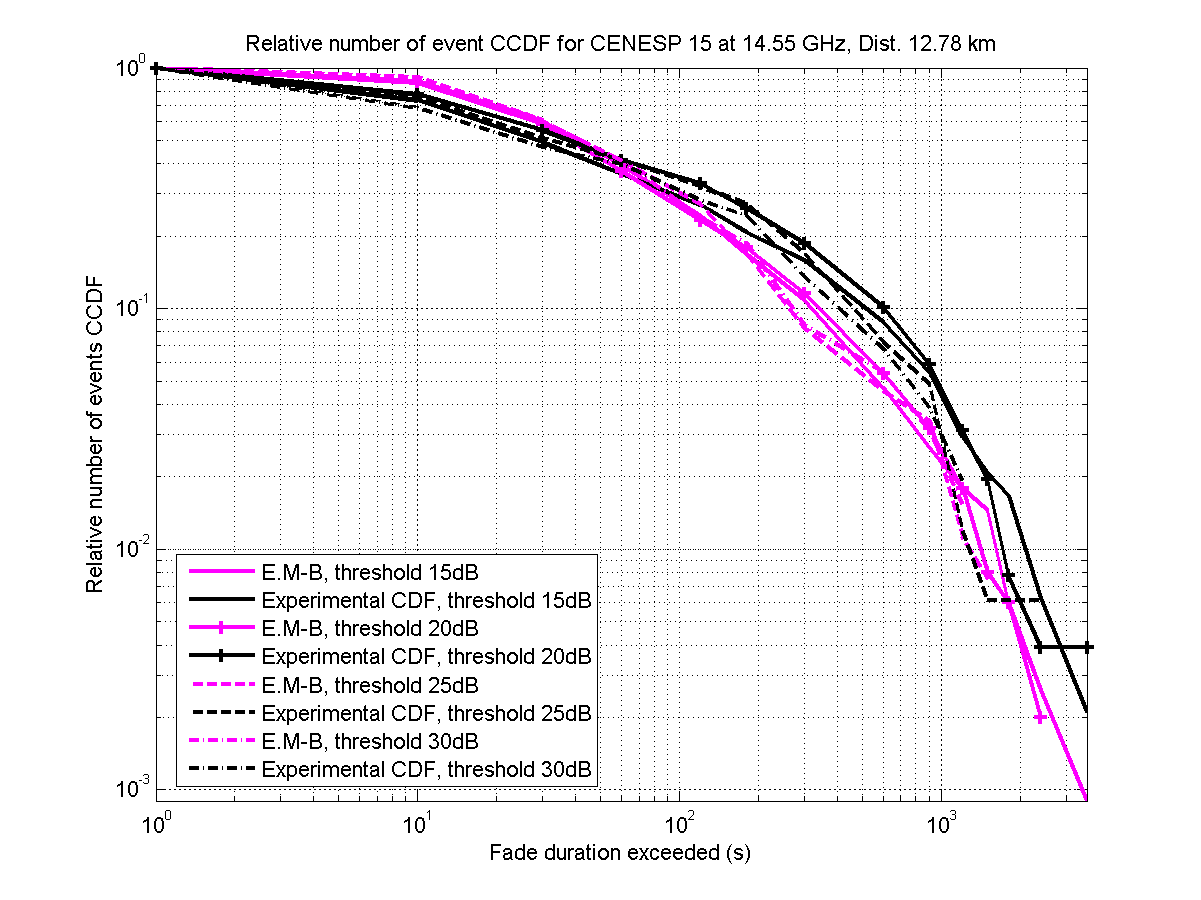 Relative number of event CCDF for CENESP 15 at 14.55 GHz, Dist. 12.78 km
Relative number of events CCDF
10^0
10^-1
10^-2
10^-3
E.M-B, threshold 15dB
Experimental CDF, threshold 15dB
E.M-B, threshold 20dB
Experimental CDF, threshold 20dB
E.M-B, threshold 25dB
Experimental CDF, threshold 25dB
E.M-B, threshold 30dB
Experimental CDF, threshold 30dB
10^0 10^1 10^2 10^3
Fade duration exceeded (s)